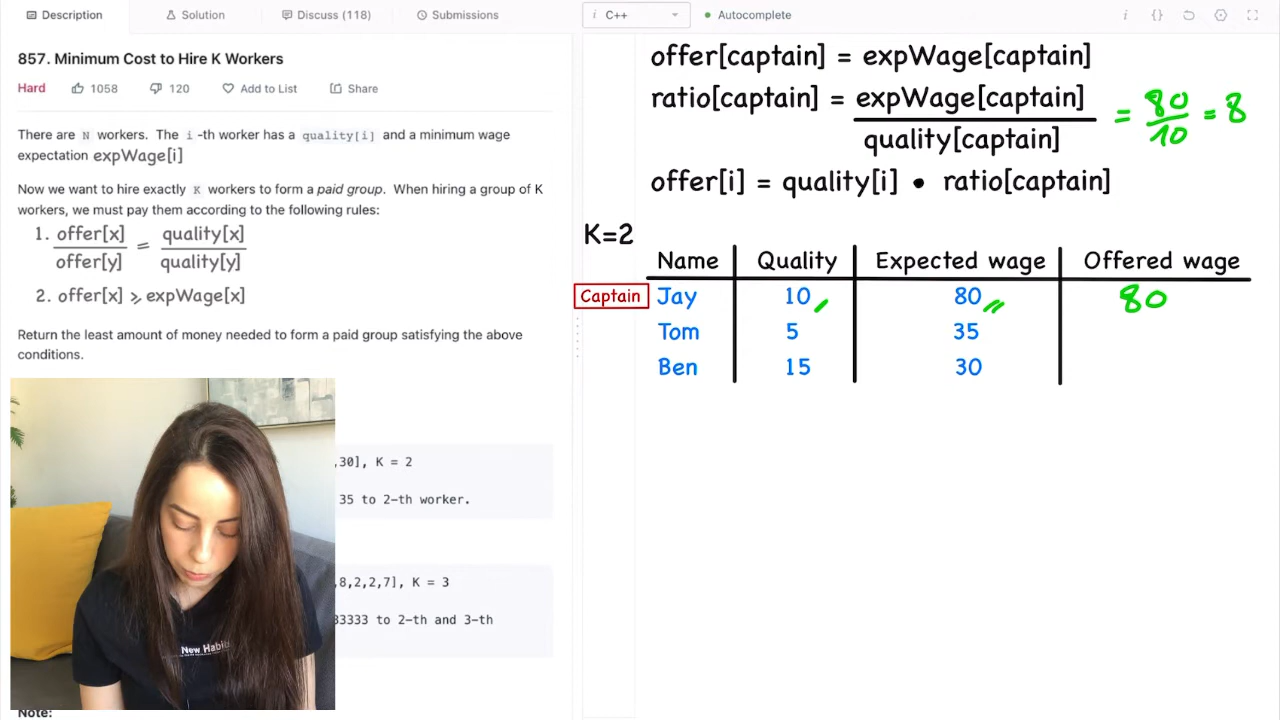 Description
Solution
Discuss (118)
Submissions
i C++
Autocomplete
i {}
857. Minimum Cost to Hire K Workers
Hard 1058 120 Add to List Share
There are N workers. The i -th worker has a quality[i] and a minimum wage
expectation expWage[i]
Now we want to hire exactly K workers to form a paid group. When hiring a group of K
workers, we must pay them according to the following rules:
1. offer[x] / offer[y] = quality[x] / quality[y]
2. offer[x] ⩾ expWage[x]
Return the least amount of money needed to form a paid group satisfying the above
conditions.
,30], K = 2
35 to 2-th worker.
,8,2,2,7], K = 3
33333 to 2-th and 3-th
Note:
New Habit
offer[captain] = expWage[captain]
ratio[captain] = expWage[captain] / quality[captain] = 80 / 10 = 8
offer[i] = quality[i] • ratio[captain]
K=2
Name Quality Expected wage Offered wage
Captain Jay 10 80 80
Tom 5 35
Ben 15 30